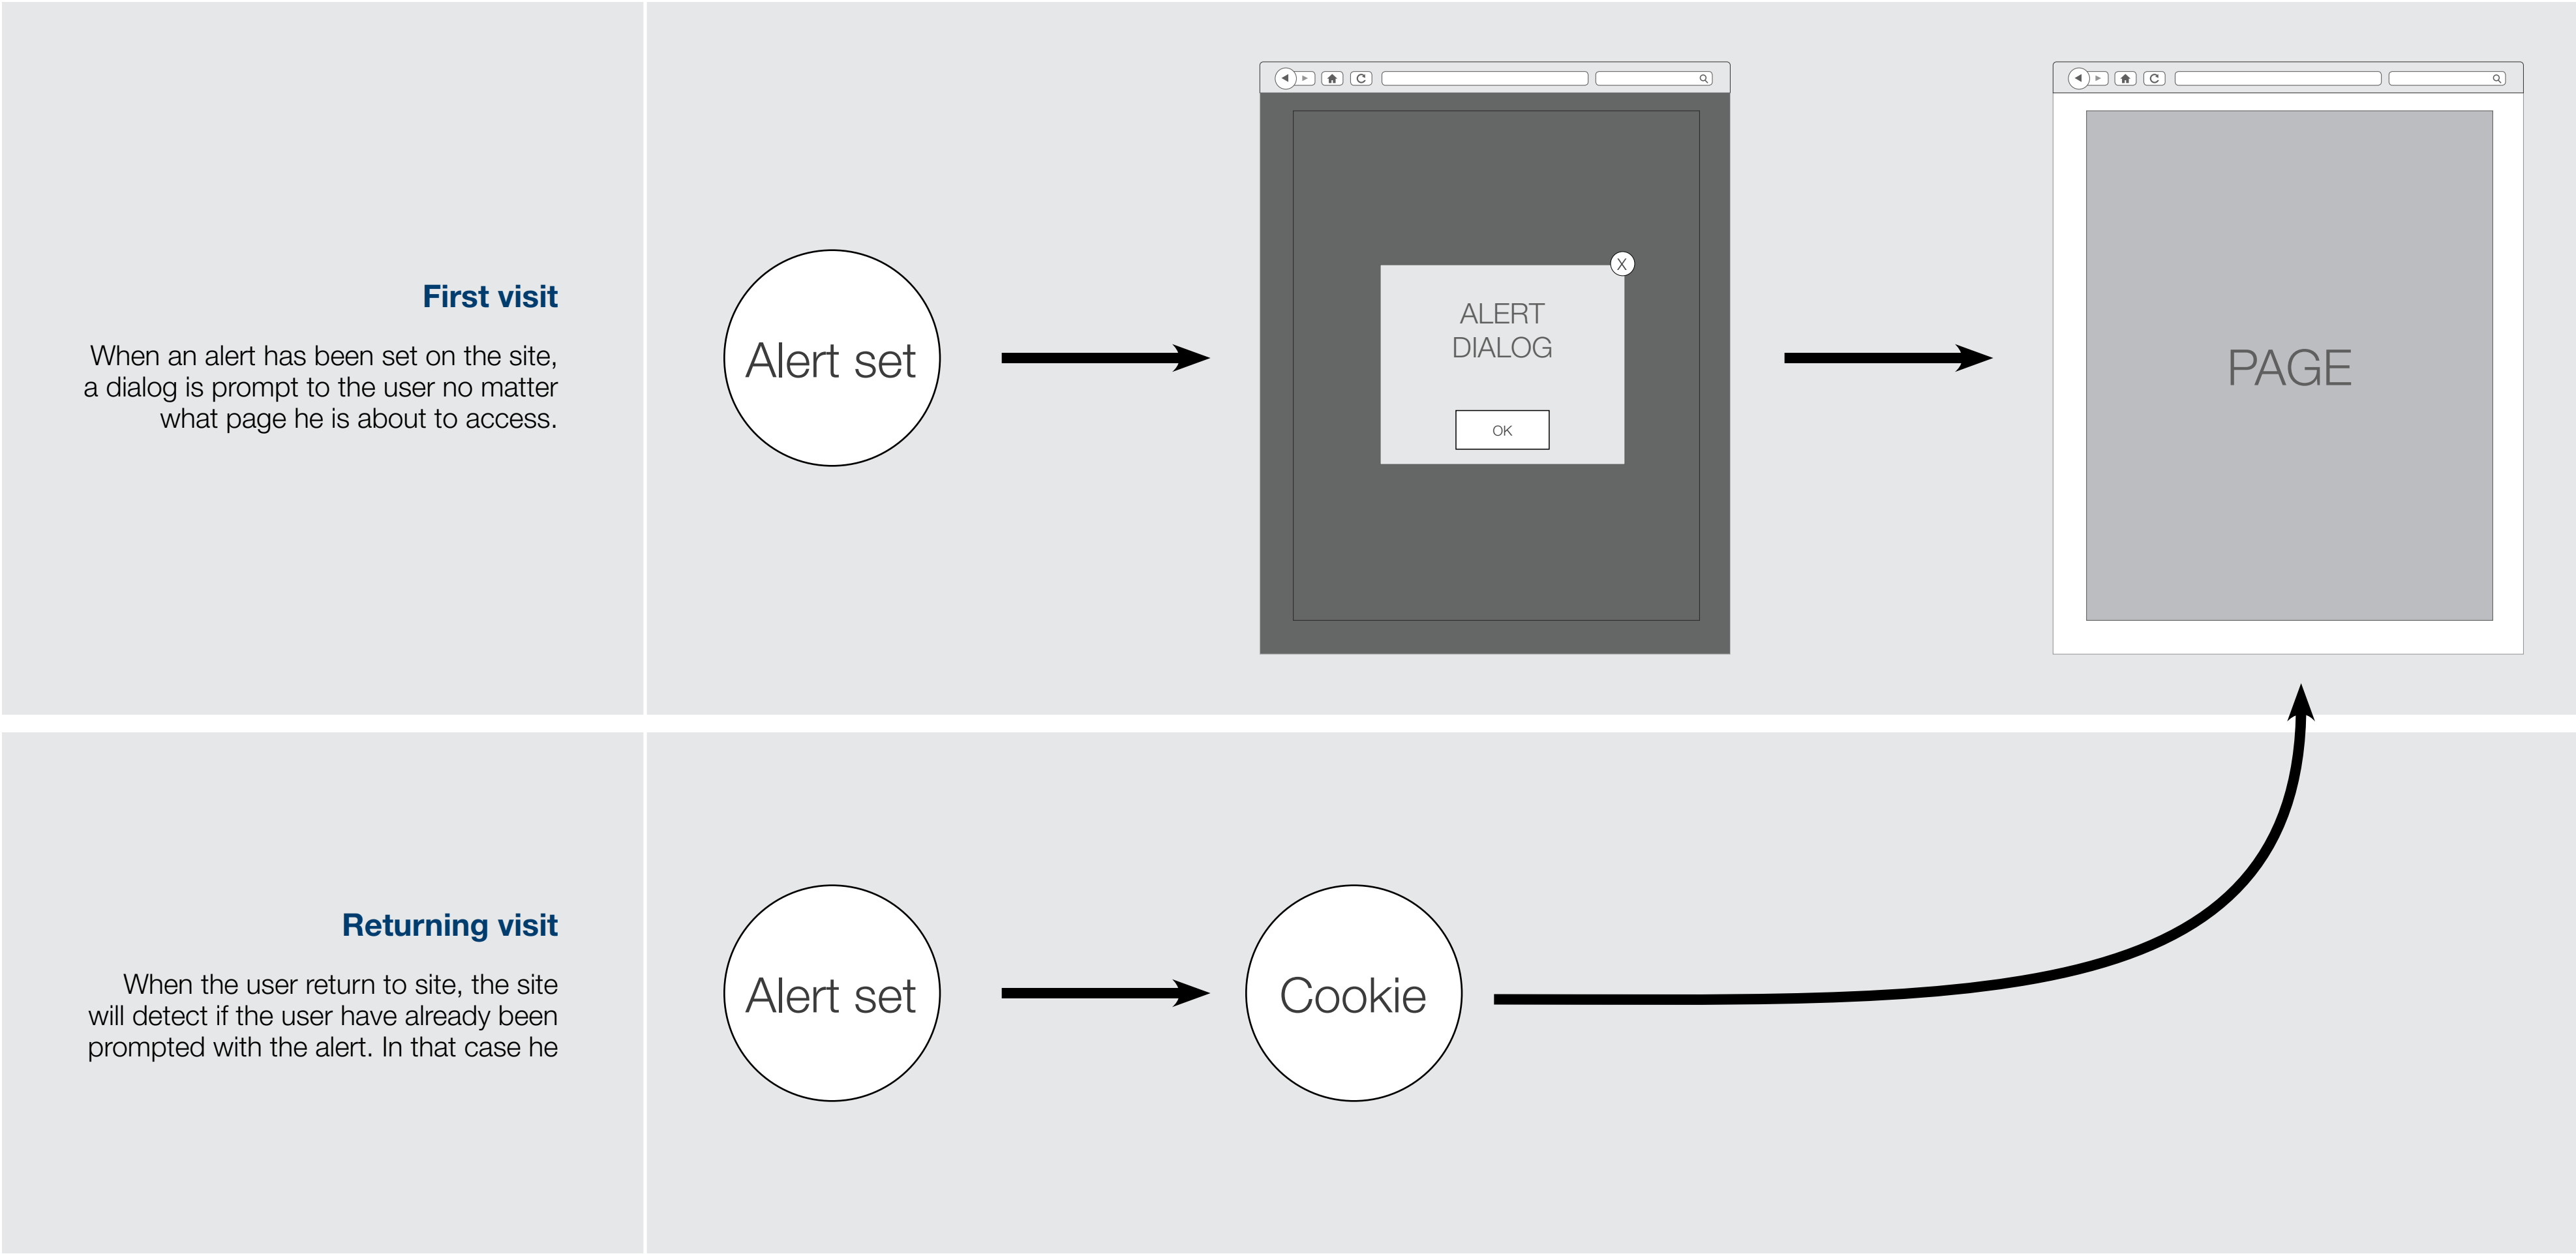 First visit
When an alert has been set on the site,
a dialog is prompt to the user no matter
what page he is about to access.
Alert set
X
ALERT
DIALOG
OK
PAGE
Returning visit
When the user return to site, the site
will detect if the user have already been
prompted with the alert. In that case he
Alert set
Cookie